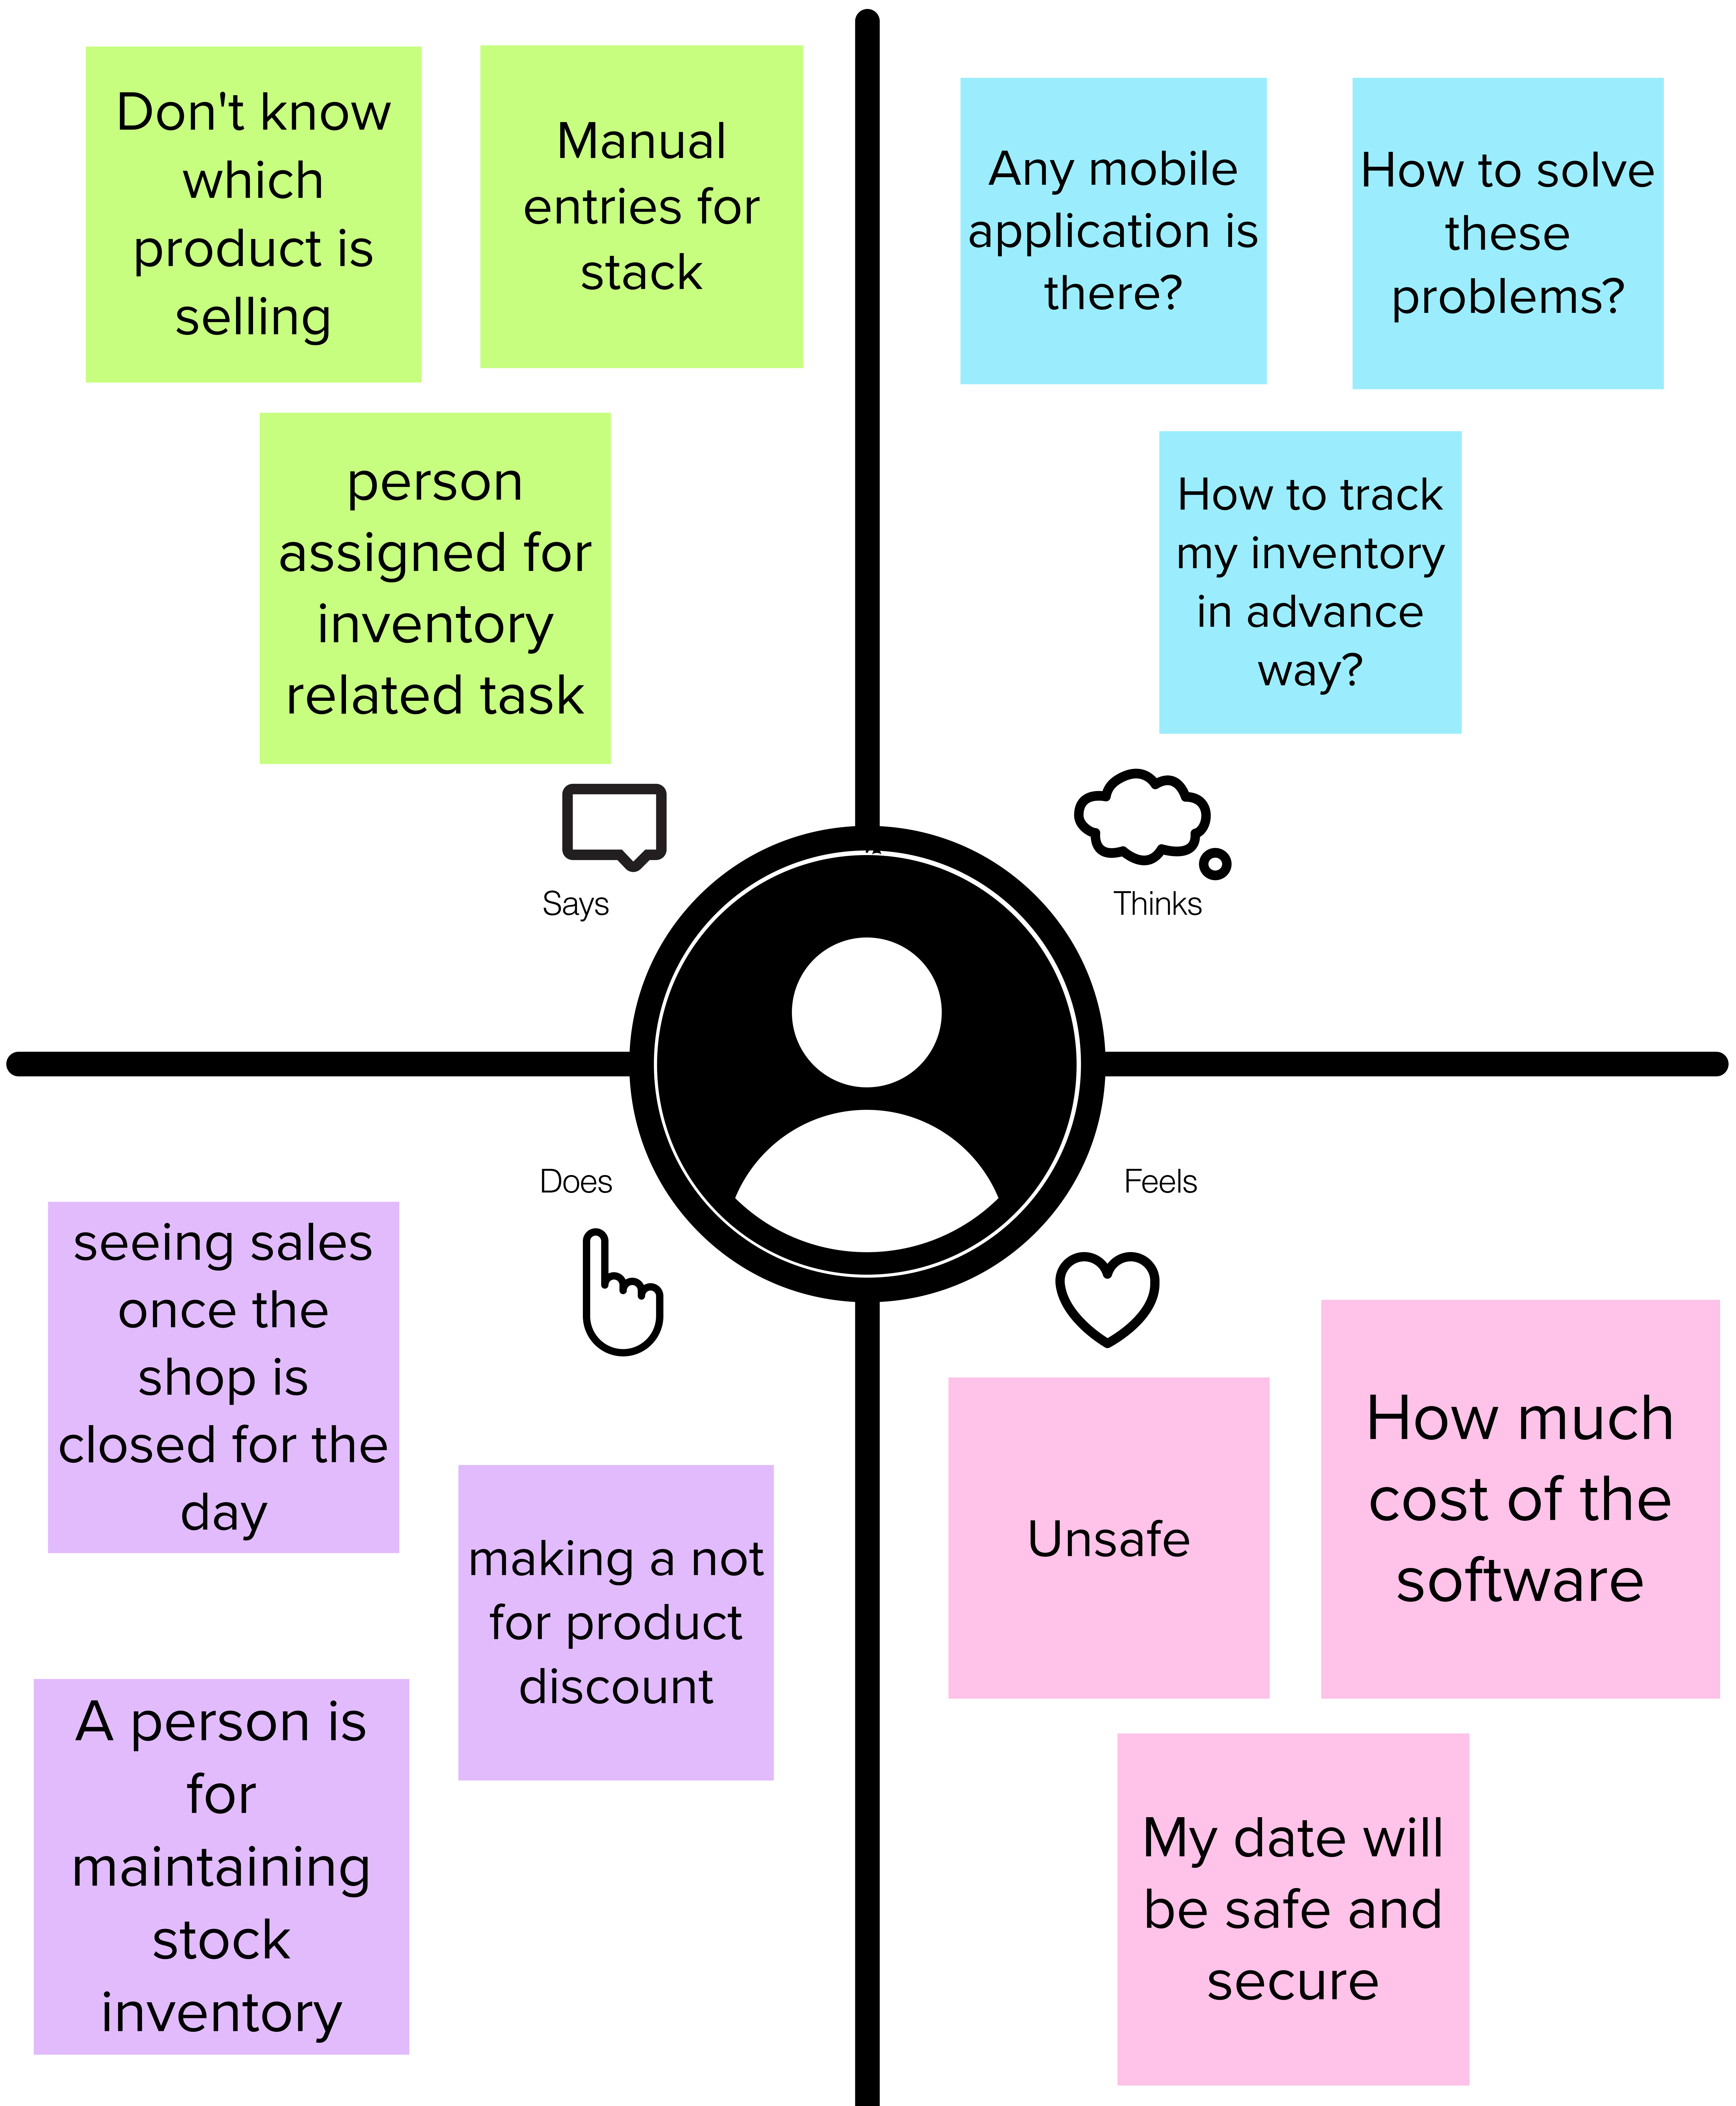 Don't know
which
product is
selling
Manual
entries for
stack
person
assigned for
inventory
related task
Says
Any mobile
application is
there?
How to solve
these
problems?
How to track
my inventory
in advance
way?
Thinks
Does
seeing sales
once the
shop is
closed for the
day
making a not
for product
discount
A person is
for
maintaining
stock
inventory
Feels
Unsafe
How much
cost of the
software
My date will
be safe and
secure